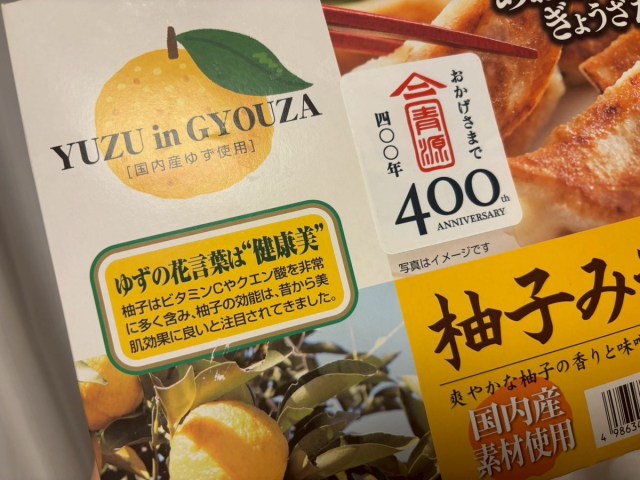 YUZU in GYOUZA
[国内産ゆず使用]
ぎょうざ
おかげさまで
青源
四〇〇年
400th
ANNIVERSARY
写真はイメージです
ゆずの花言葉は“健康美”
柚子はビタミンCやクエン酸を非常
に多く含み、柚子の効能は、昔から美
肌効果に良いと注目されてきました。
柚子み
爽やかな柚子の香りと味
国内産
素材使用